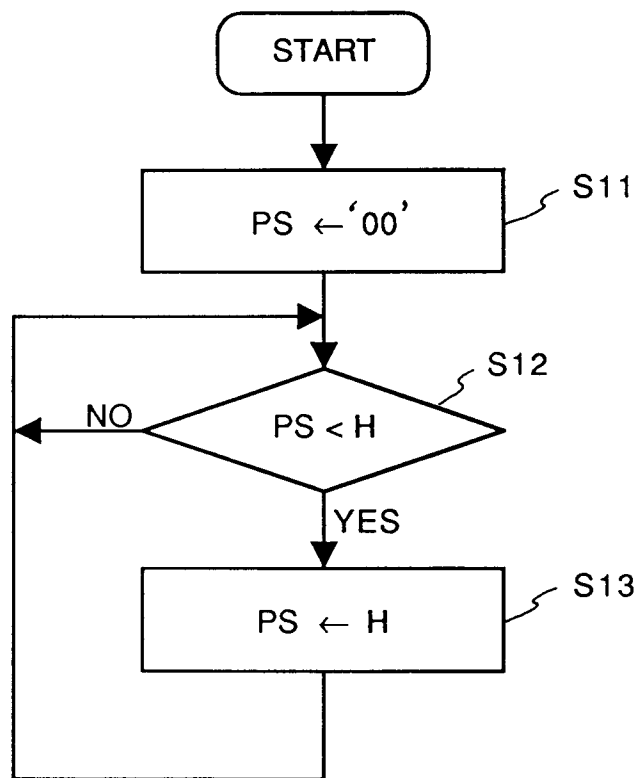 START
PS ← '00'
S11
S12
PS < H
NO
YES
PS ← H
S13